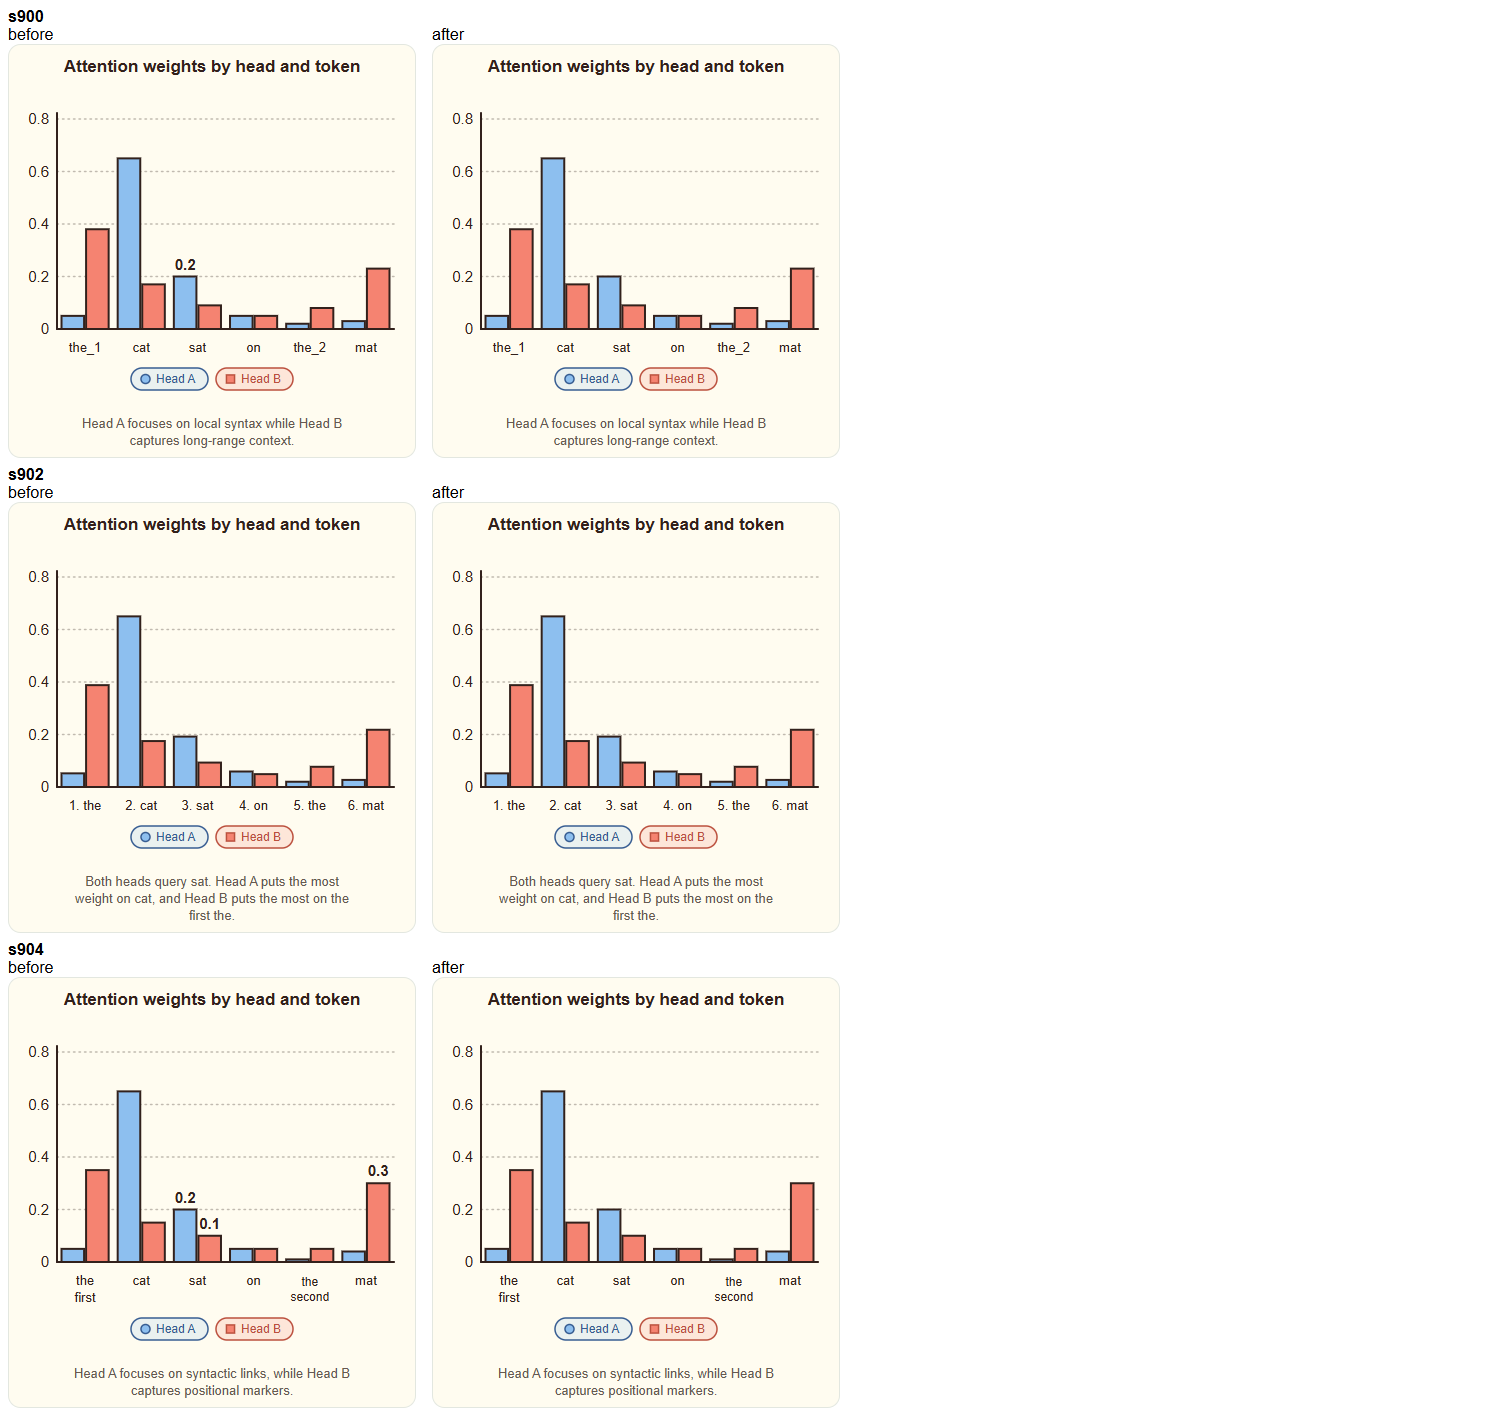 s900
before
Attention weights by head and token
0.8
0.6
0.4
0.2
0.2
0
the_1 cat sat on the_2 mat
Head A Head B
Head A focuses on local syntax while Head B
captures long-range context.
after
Attention weights by head and token
0.8
0.6
0.4
0.2
0
the_1 cat sat on the_2 mat
Head A Head B
Head A focuses on local syntax while Head B
captures long-range context.
s902
before
Attention weights by head and token
0.8
0.6
0.4
0.2
0
1. the 2. cat 3. sat 4. on 5. the 6. mat
Head A Head B
Both heads query sat. Head A puts the most
weight on cat, and Head B puts the most on the
first the.
after
Attention weights by head and token
0.8
0.6
0.4
0.2
0
1. the 2. cat 3. sat 4. on 5. the 6. mat
Head A Head B
Both heads query sat. Head A puts the most
weight on cat, and Head B puts the most on the
first the.
s904
before
Attention weights by head and token
0.8
0.6
0.4
0.3
0.2
0.2
0.1
0
the cat sat on the mat
first second
Head A Head B
Head A focuses on syntactic links, while Head B
captures positional markers.
after
Attention weights by head and token
0.8
0.6
0.4
0.2
0
the cat sat on the mat
first second
Head A Head B
Head A focuses on syntactic links, while Head B
captures positional markers.